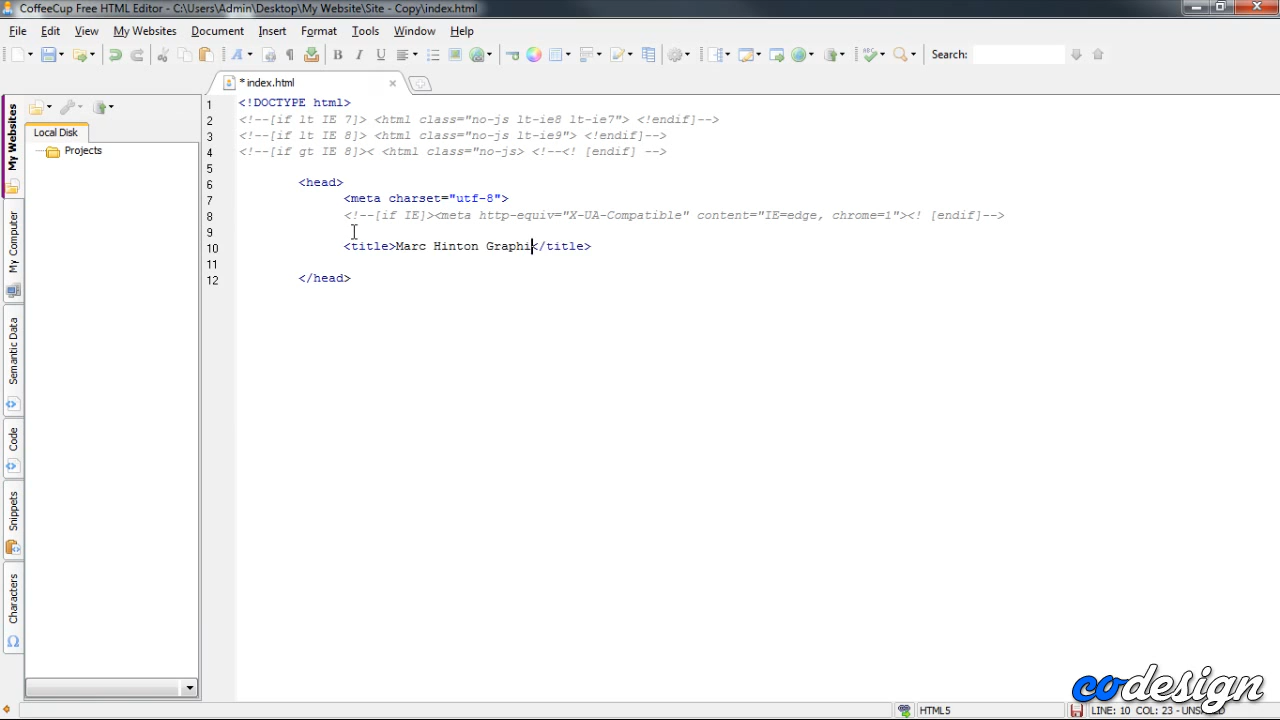 CoffeeCup Free HTML Editor - C:\Users\Admin\Desktop\My Website\Site - Copy\index.html
File Edit View My Websites Document Insert Format Tools Window Help
Search:
* index.html
My Websites
My Computer
Semantic Data
Code
Snippets
Characters
Local Disk
Projects
1 <!DOCTYPE html>
2 <!--[if lt IE 7]> <html class="no-js lt-ie8 lt-ie7"> <!endif]-->
3 <!--[if lt IE 8]> <html class="no-js lt-ie9"> <!endif]-->
4 <!--[if gt IE 8]>< <html class="no-js> <!--<! [endif] -->
5
6 <head>
7 <meta charset="utf-8">
8 <!--[if IE]><meta http-equiv="X-UA-Compatible" content="IE=edge, chrome=1"><! [endif]-->
9
10 <title>Marc Hinton Graphi</title>
11
12 </head>
codesign
HTML5
LINE: 10 COL: 23 -